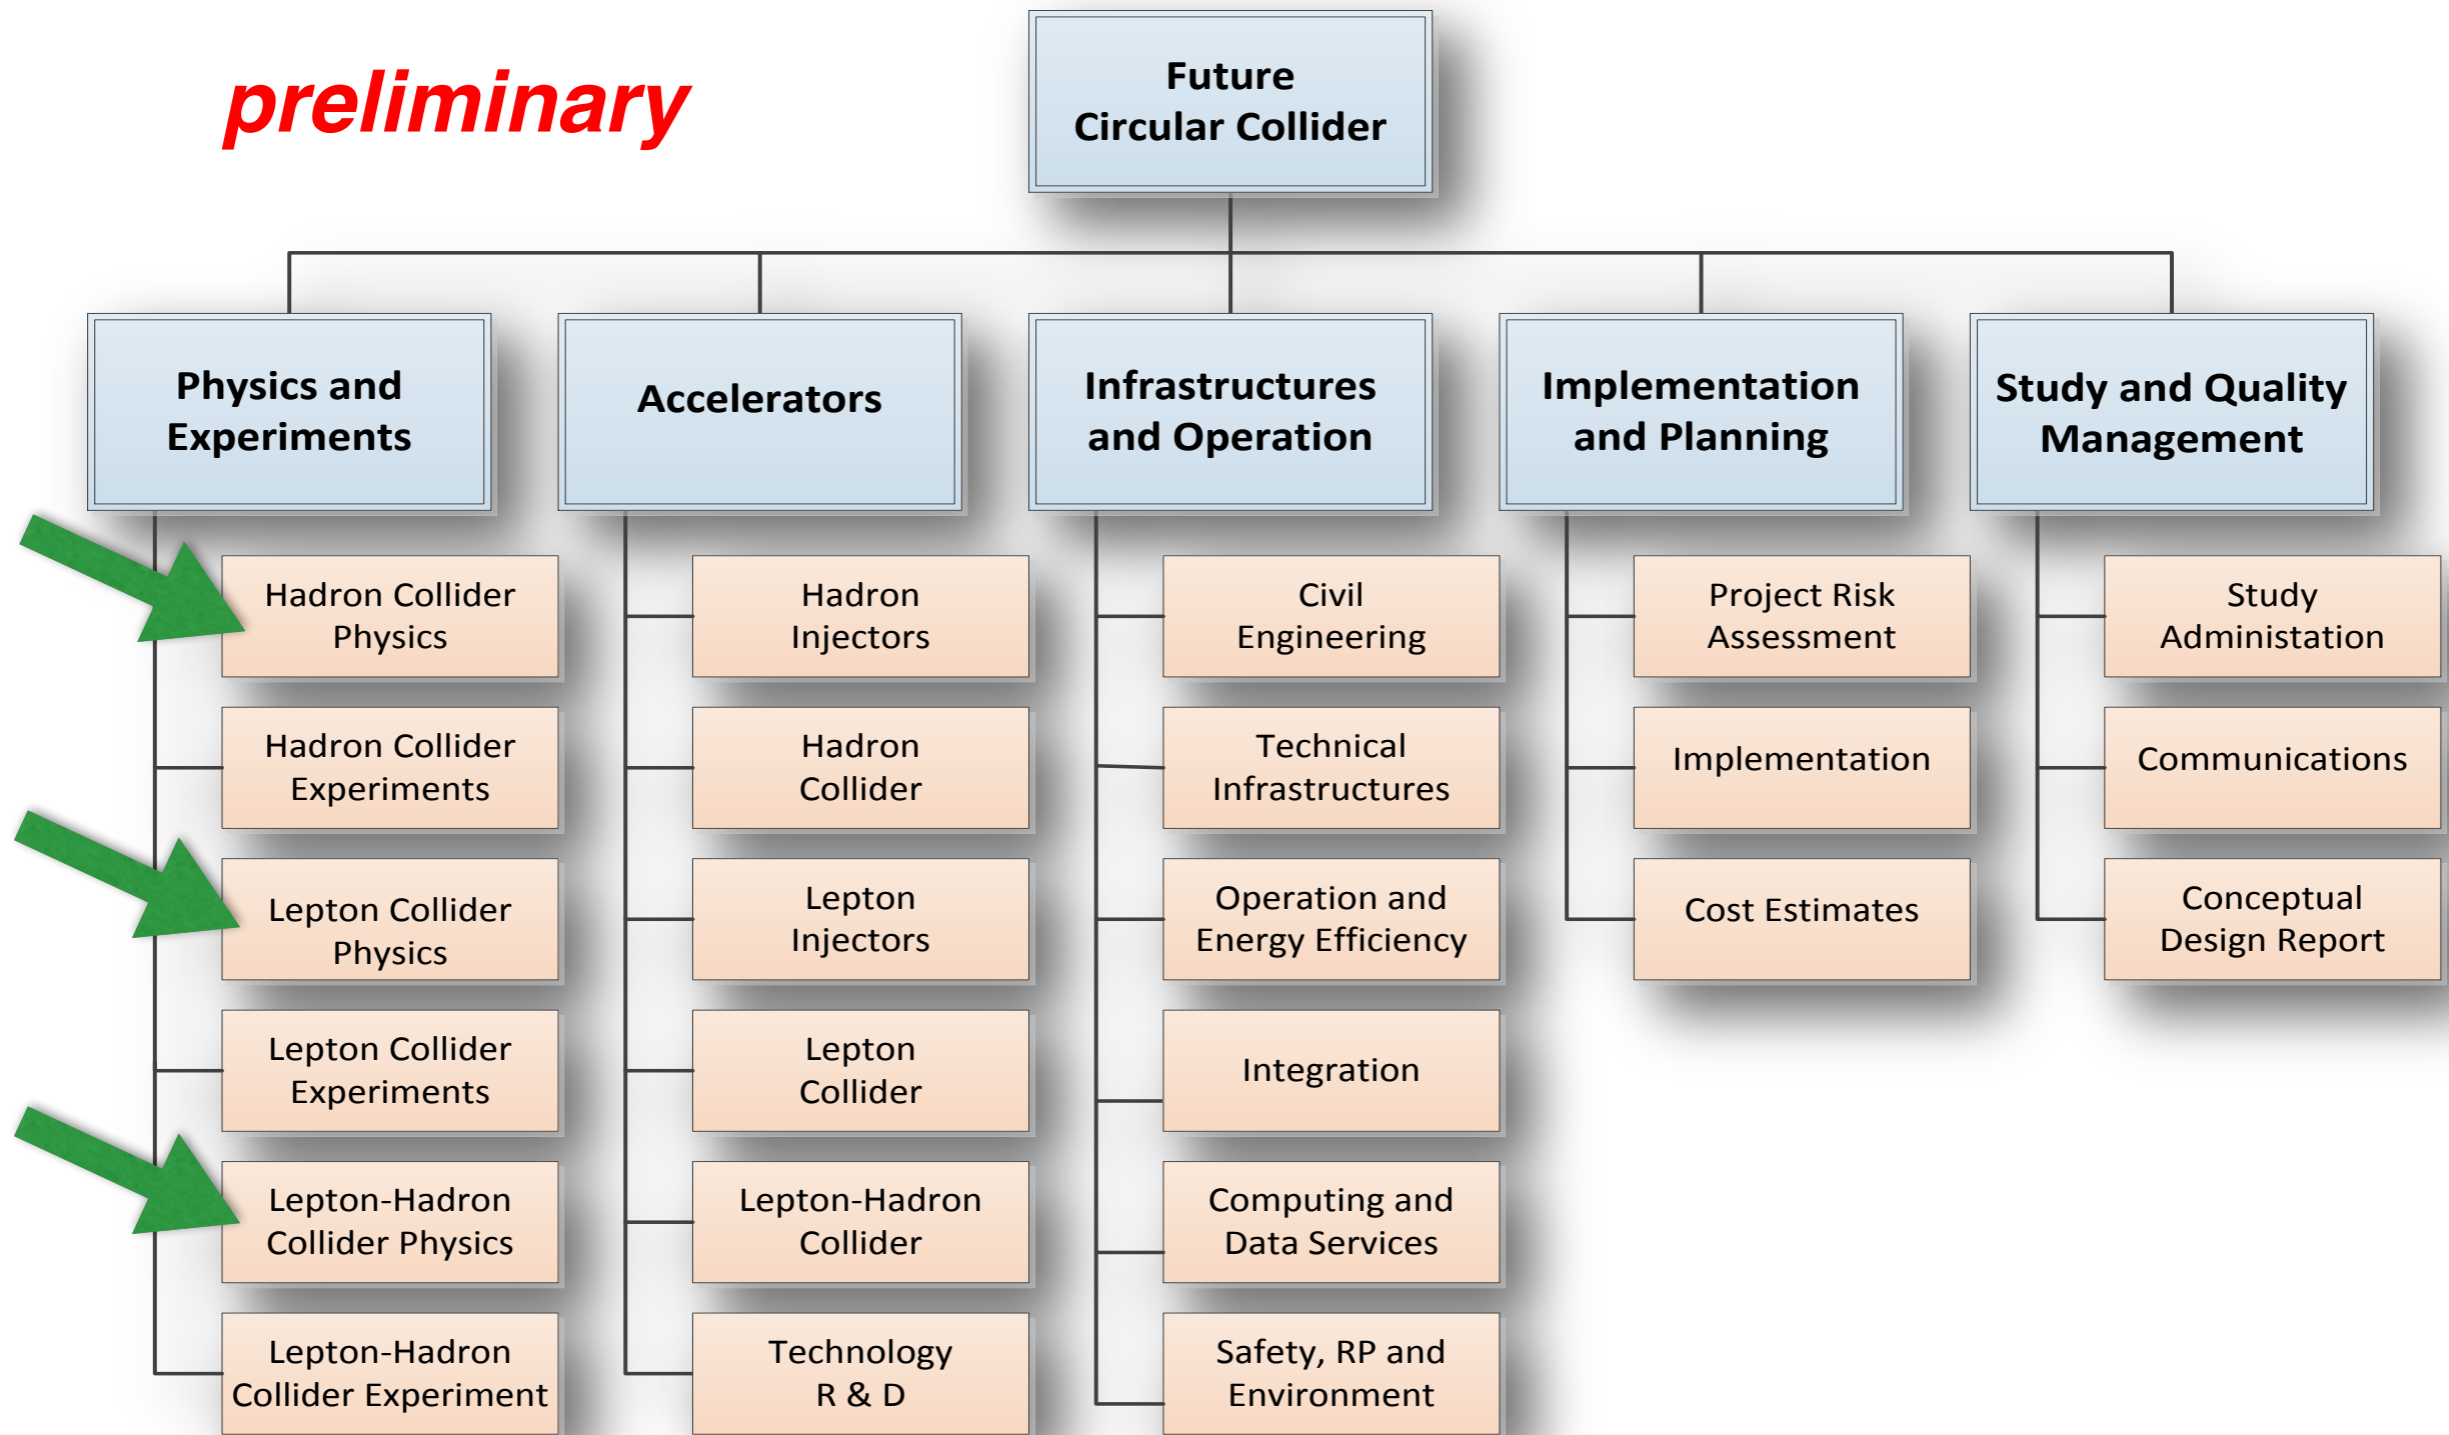 preliminary
Future
Circular Collider
Physics and
Experiments
Accelerators
Infrastructures
and Operation
Implementation
and Planning
Study and Quality
Management
Hadron Collider
Physics
Hadron Collider
Experiments
Lepton Collider
Physics
Lepton Collider
Experiments
Lepton-Hadron
Collider Physics
Lepton-Hadron
Collider Experiment
Hadron
Injectors
Hadron
Collider
Lepton
Injectors
Lepton
Collider
Lepton-Hadron
Collider
Technology
R & D
Civil
Engineering
Technical
Infrastructures
Operation and
Energy Efficiency
Integration
Computing and
Data Services
Safety, RP and
Environment
Project Risk
Assessment
Implementation
Cost Estimates
Study
Administation
Communications
Conceptual
Design Report